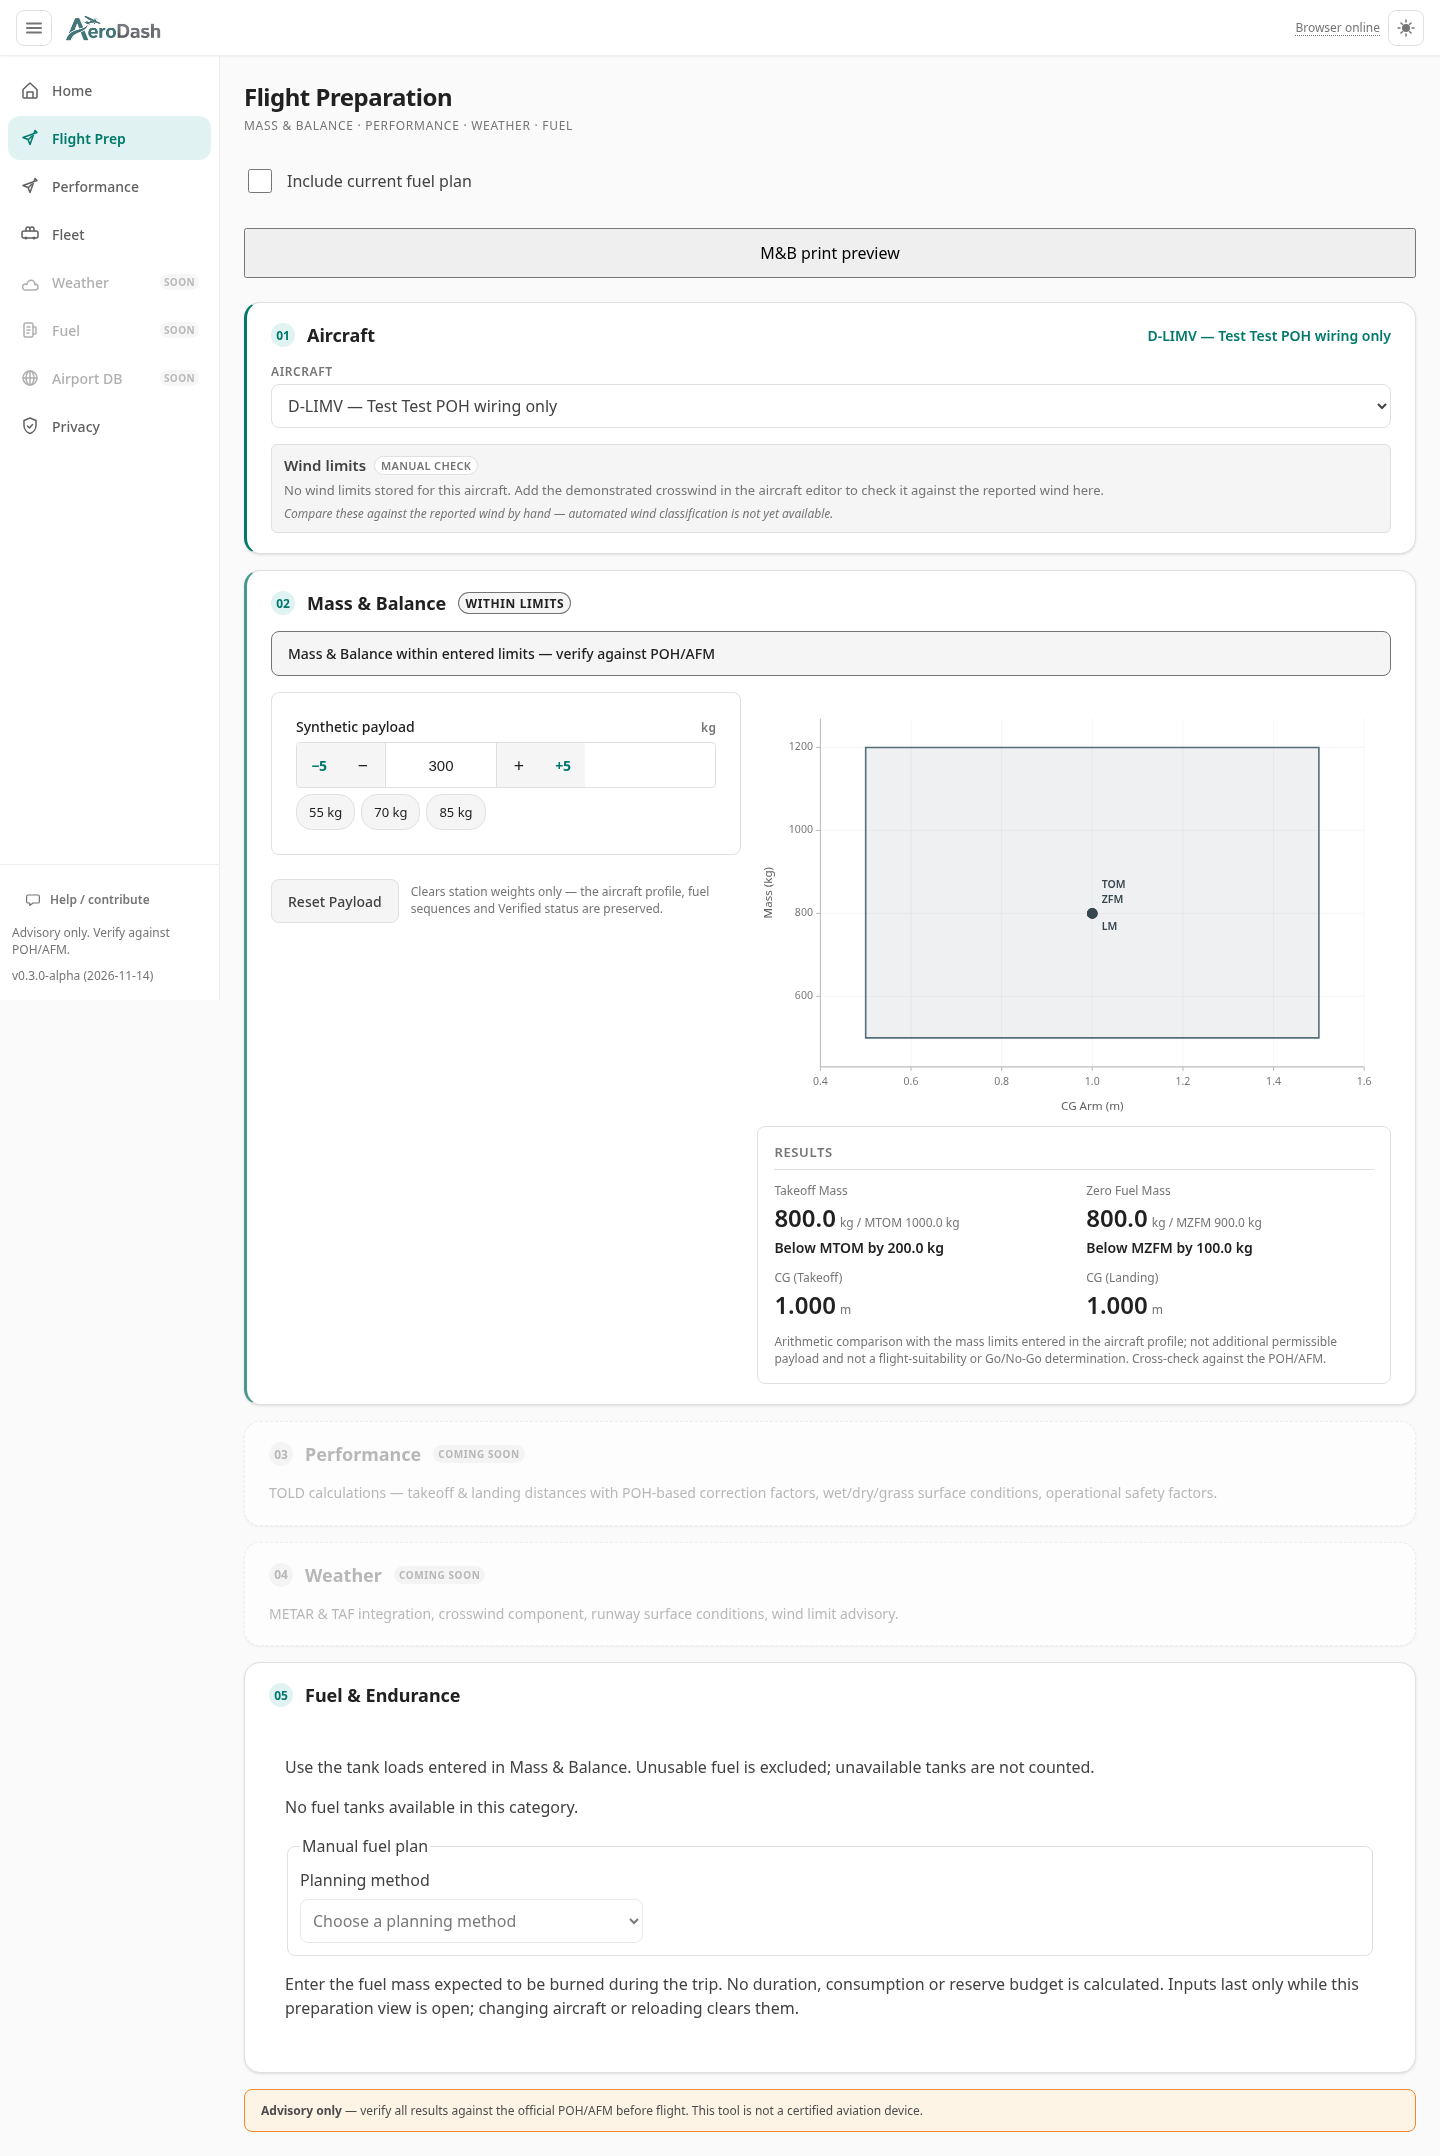 AeroDash
Browser online
Home
Flight Prep
Performance
Fleet
Weather SOON
Fuel SOON
Airport DB SOON
Privacy
Help / contribute
Advisory only. Verify against
POH/AFM.
v0.3.0-alpha (2026-11-14)
Flight Preparation
MASS & BALANCE · PERFORMANCE · WEATHER · FUEL
Include current fuel plan
M&B print preview
01 Aircraft
D-LIMV — Test Test POH wiring only
AIRCRAFT
D-LIMV — Test Test POH wiring only
Wind limits MANUAL CHECK
No wind limits stored for this aircraft. Add the demonstrated crosswind in the aircraft editor to check it against the reported wind here.
Compare these against the reported wind by hand — automated wind classification is not yet available.
02 Mass & Balance WITHIN LIMITS
Mass & Balance within entered limits — verify against POH/AFM
Synthetic payload kg
−5 − 300 + +5
55 kg 70 kg 85 kg
Reset Payload
Clears station weights only — the aircraft profile, fuel
sequences and Verified status are preserved.
Mass (kg)
1200
1000
800
600
TOM
ZFM
LM
0.4 0.6 0.8 1.0 1.2 1.4 1.6
CG Arm (m)
RESULTS
Takeoff Mass
800.0 kg / MTOM 1000.0 kg
Below MTOM by 200.0 kg
Zero Fuel Mass
800.0 kg / MZFM 900.0 kg
Below MZFM by 100.0 kg
CG (Takeoff)
1.000 m
CG (Landing)
1.000 m
Arithmetic comparison with the mass limits entered in the aircraft profile; not additional permissible
payload and not a flight-suitability or Go/No-Go determination. Cross-check against the POH/AFM.
03 Performance COMING SOON
TOLD calculations — takeoff & landing distances with POH-based correction factors, wet/dry/grass surface conditions, operational safety factors.
04 Weather COMING SOON
METAR & TAF integration, crosswind component, runway surface conditions, wind limit advisory.
05 Fuel & Endurance
Use the tank loads entered in Mass & Balance. Unusable fuel is excluded; unavailable tanks are not counted.
No fuel tanks available in this category.
Manual fuel plan
Planning method
Choose a planning method
Enter the fuel mass expected to be burned during the trip. No duration, consumption or reserve budget is calculated. Inputs last only while this
preparation view is open; changing aircraft or reloading clears them.
Advisory only — verify all results against the official POH/AFM before flight. This tool is not a certified aviation device.